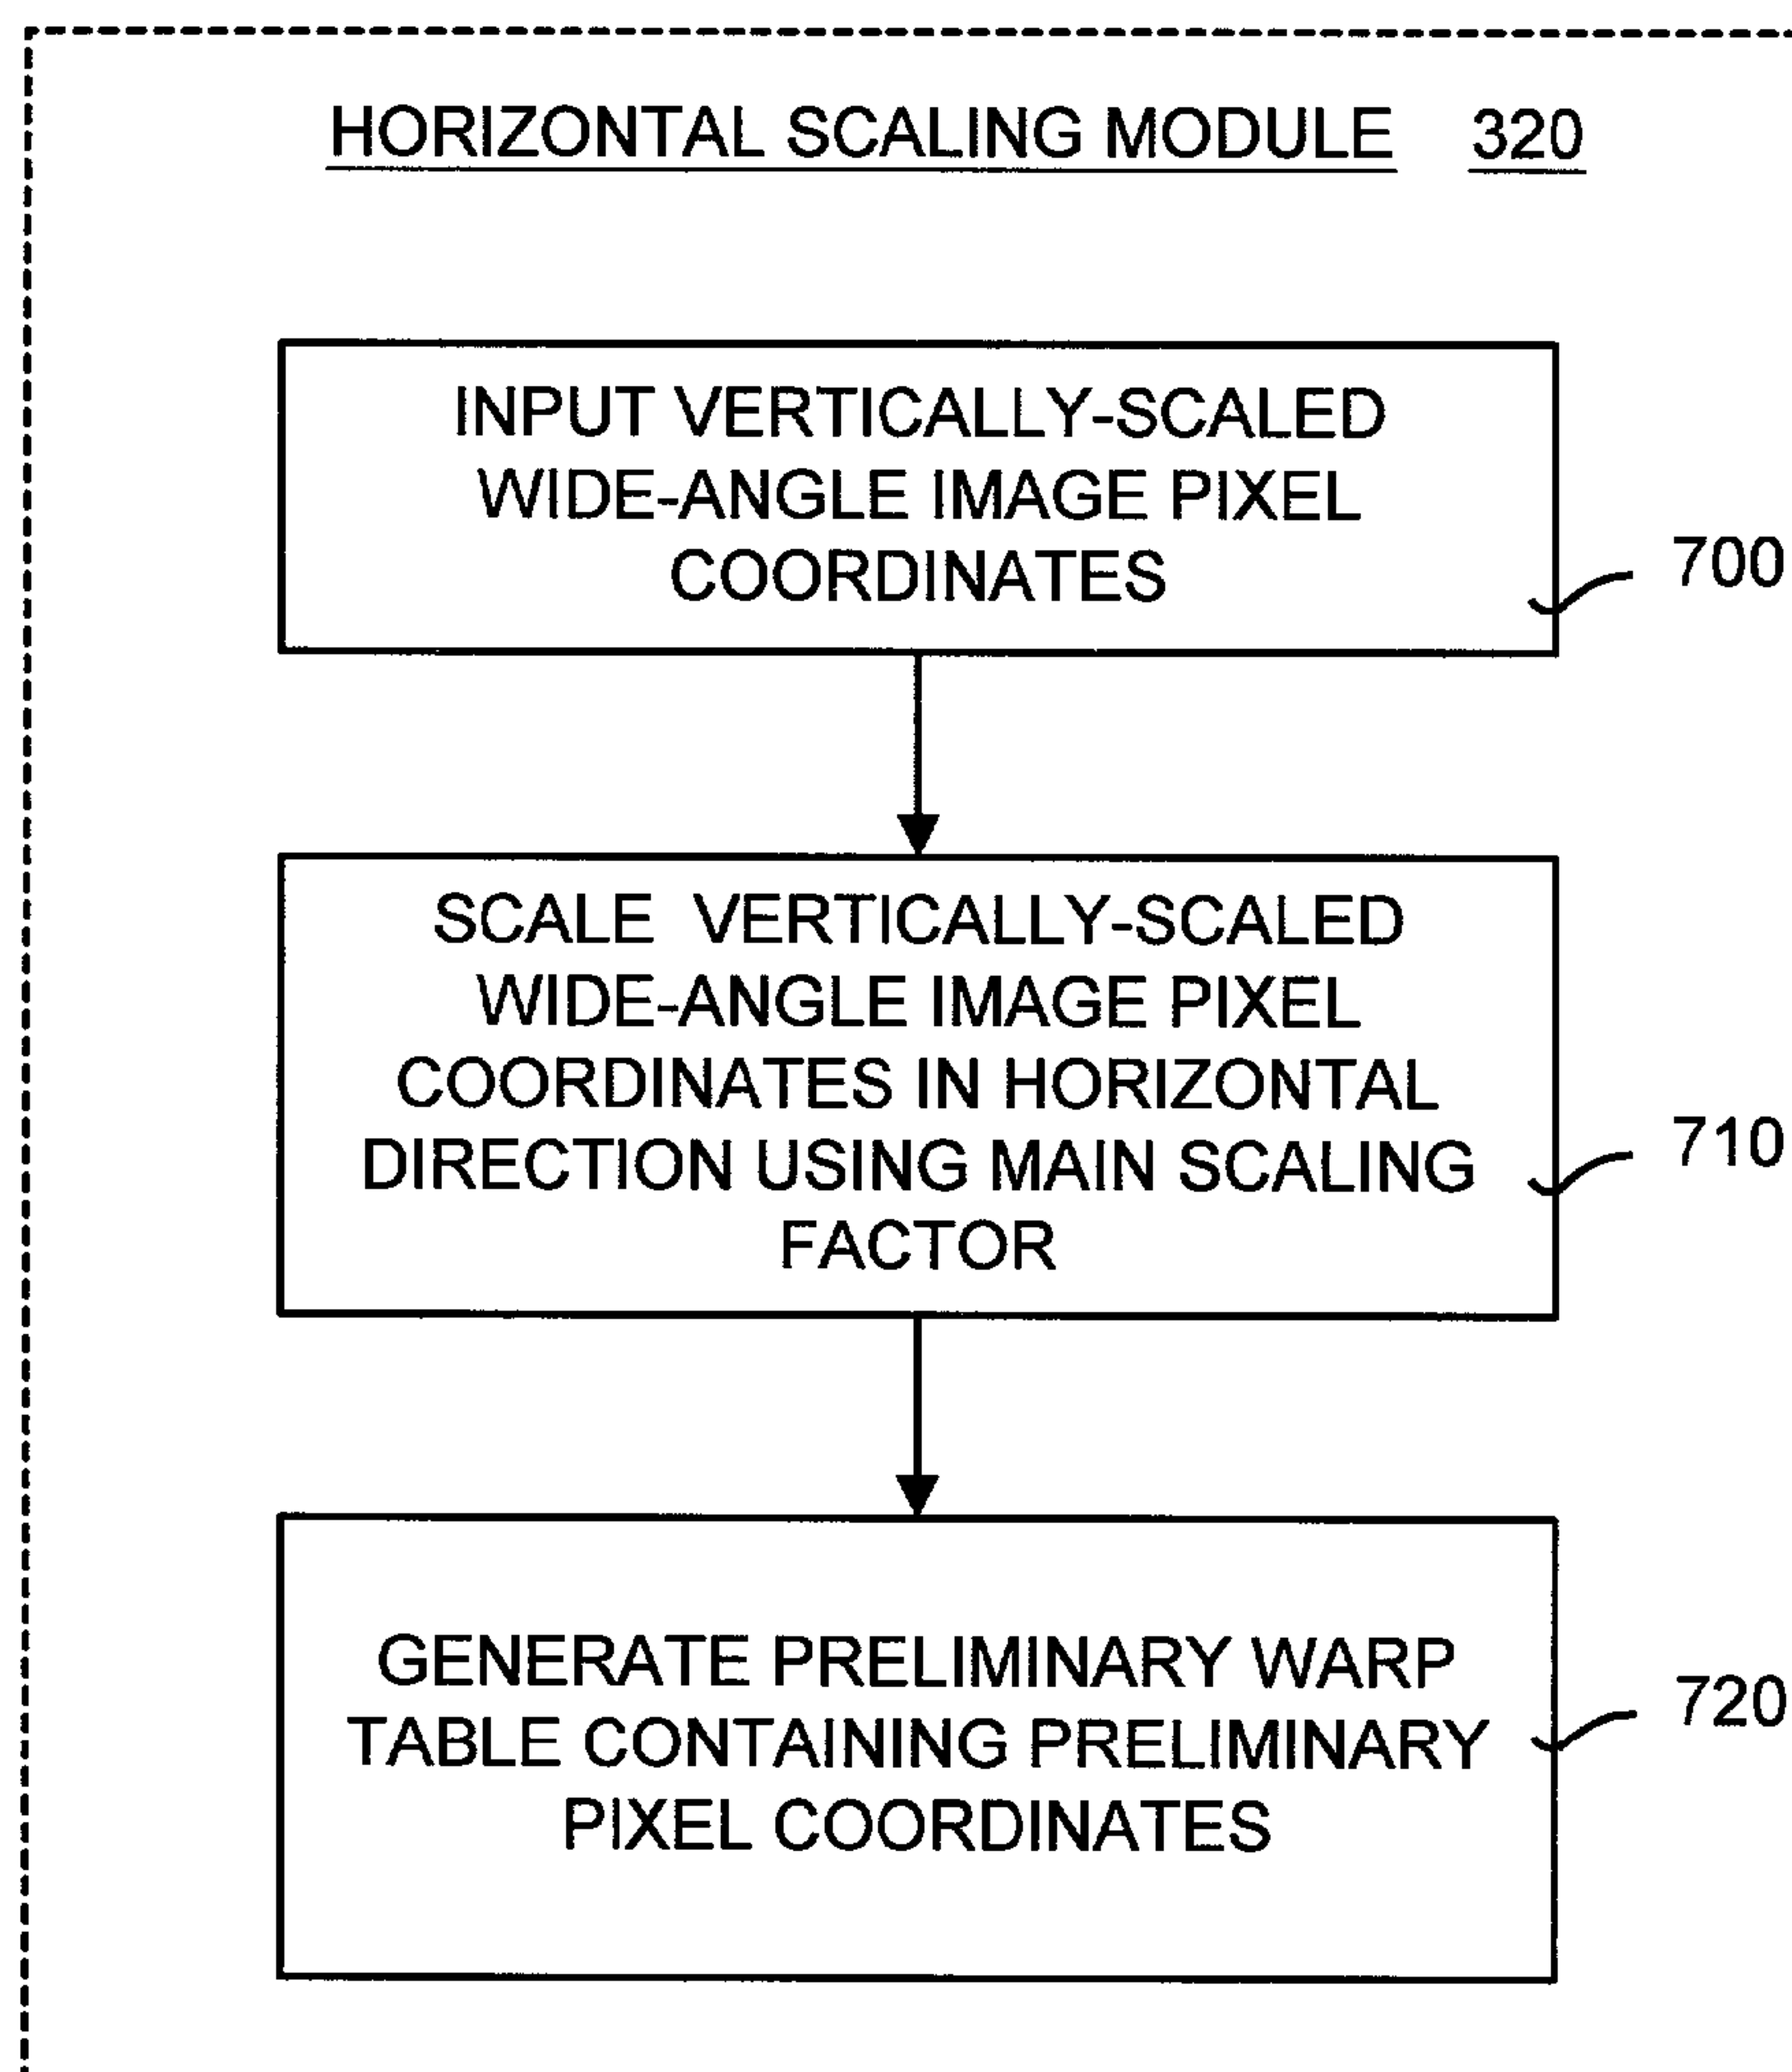 HORIZONTAL SCALING MODULE 320
INPUT VERTICALLY-SCALED
WIDE-ANGLE IMAGE PIXEL
COORDINATES
700
SCALE VERTICALLY-SCALED
WIDE-ANGLE IMAGE PIXEL
COORDINATES IN HORIZONTAL
DIRECTION USING MAIN SCALING
FACTOR
710
GENERATE PRELIMINARY WARP
TABLE CONTAINING PRELIMINARY
PIXEL COORDINATES
720